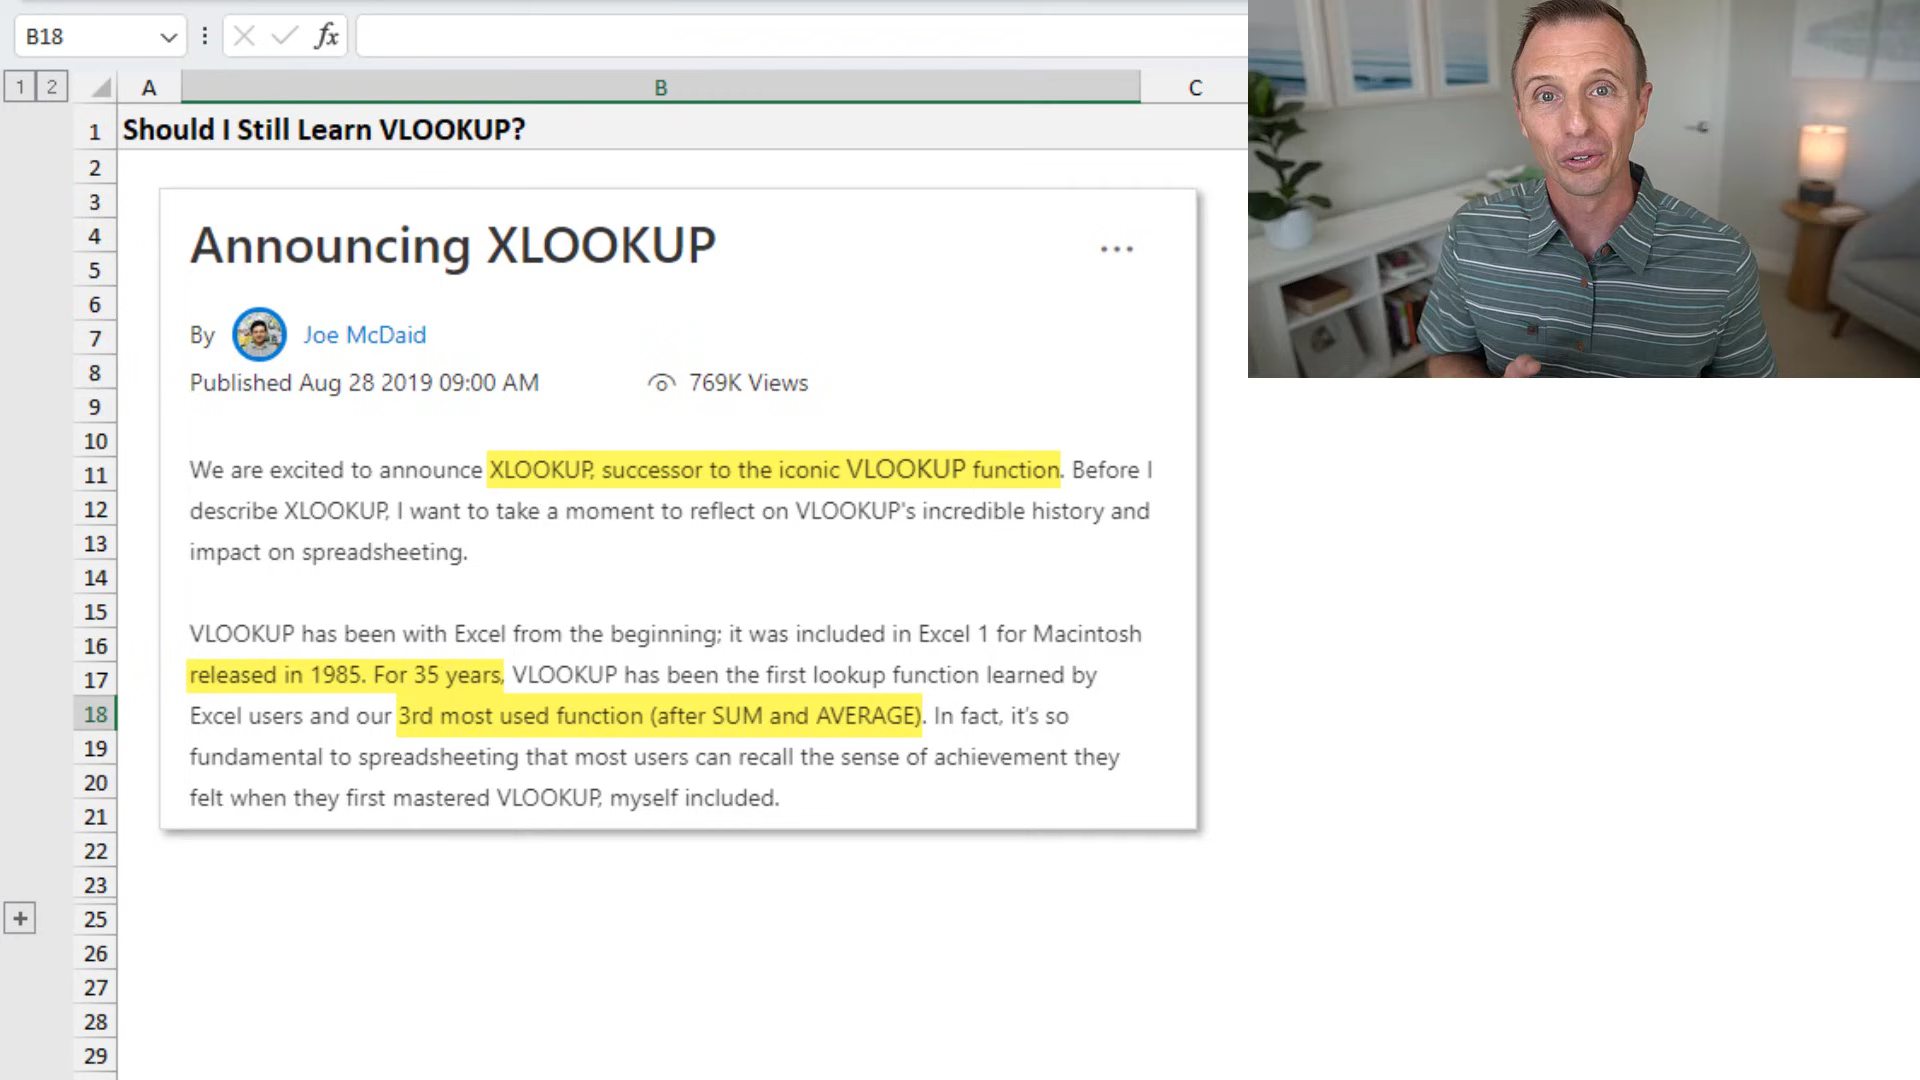 B18
fx
1 2
A B C
1 Should I Still Learn VLOOKUP?
2
3
4 Announcing XLOOKUP
5
6
7 By Joe McDaid
8 Published Aug 28 2019 09:00 AM 769K Views
9
10
11 We are excited to announce XLOOKUP, successor to the iconic VLOOKUP function. Before I
12 describe XLOOKUP, I want to take a moment to reflect on VLOOKUP's incredible history and
13 impact on spreadsheeting.
14
15
16 VLOOKUP has been with Excel from the beginning; it was included in Excel 1 for Macintosh
17 released in 1985. For 35 years, VLOOKUP has been the first lookup function learned by
18 Excel users and our 3rd most used function (after SUM and AVERAGE). In fact, it’s so
19 fundamental to spreadsheeting that most users can recall the sense of achievement they
20 felt when they first mastered VLOOKUP, myself included.
21
22
23
25
26
27
28
29